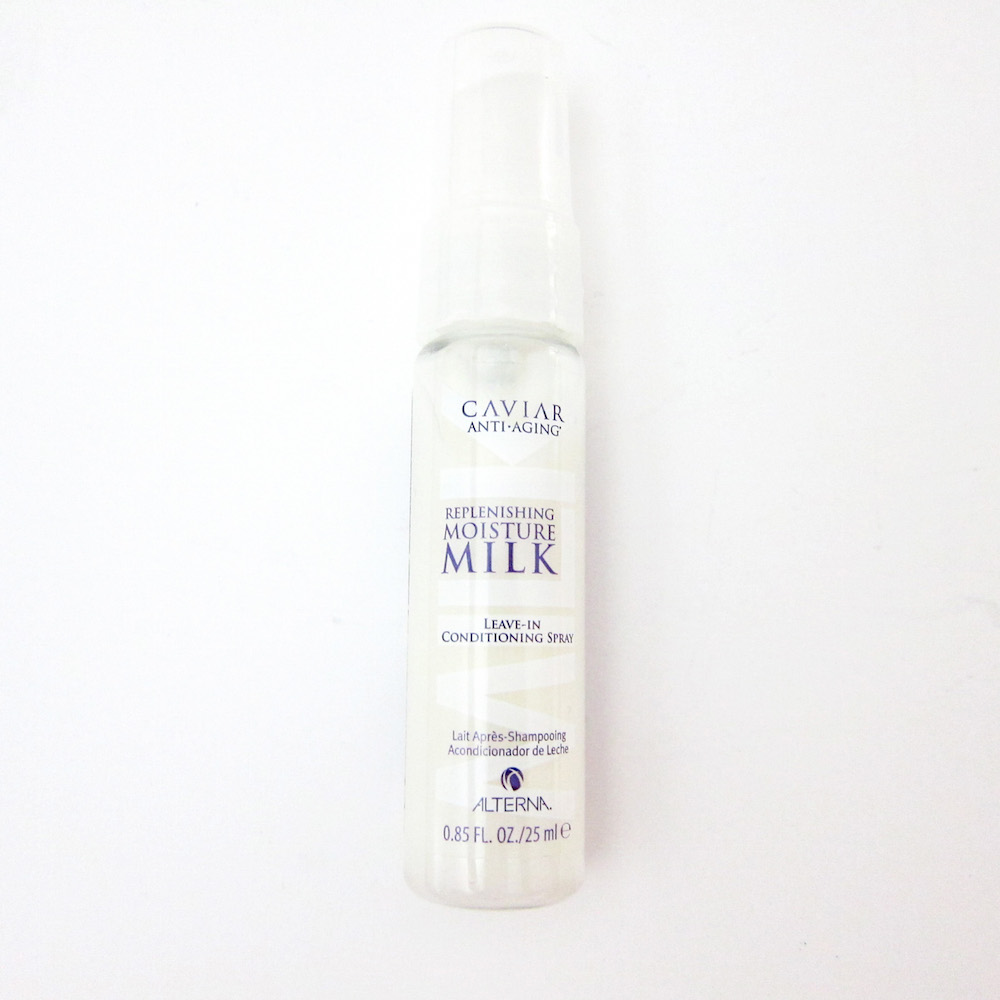 CAVIAR
ANTI·AGING®
REPLENISHING
MOISTURE
MILK
LEAVE-IN
CONDITIONING SPRAY
Lait Après-Shampooing
Acondicionador de Leche
ALTERNA.
0.85 FL. OZ./25 ml ℮